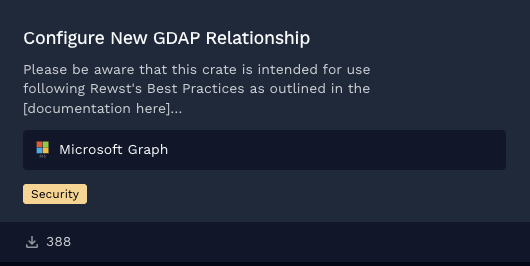 Configure New GDAP Relationship
Please be aware that this crate is intended for use
following Rewst's Best Practices as outlined in the
[documentation here]...
Microsoft Graph
Security
388